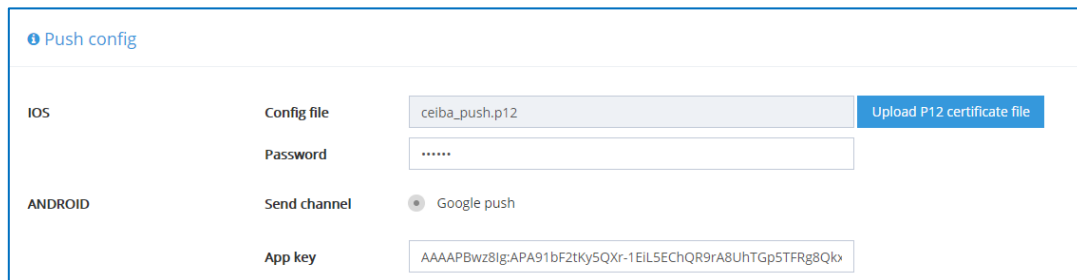 Push config
IOS Config file ceiba_push.p12 Upload P12 certificate file
Password ••••••
ANDROID Send channel Google push
App key AAAAPBwz8Ig:APA91bF2tKy5QXr-1EiL5EChQR9rA8UhTGp5TFRg8Qkx